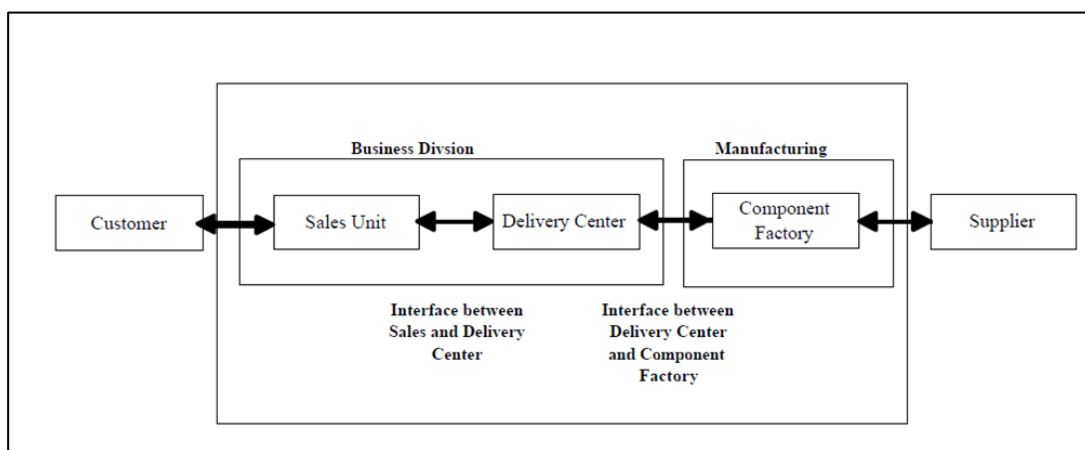 Business Divsion
Manufacturing
Customer
Sales Unit
Delivery Center
Component
Factory
Supplier
Interface between
Sales and Delivery
Center
Interface between
Delivery Center
and Component
Factory